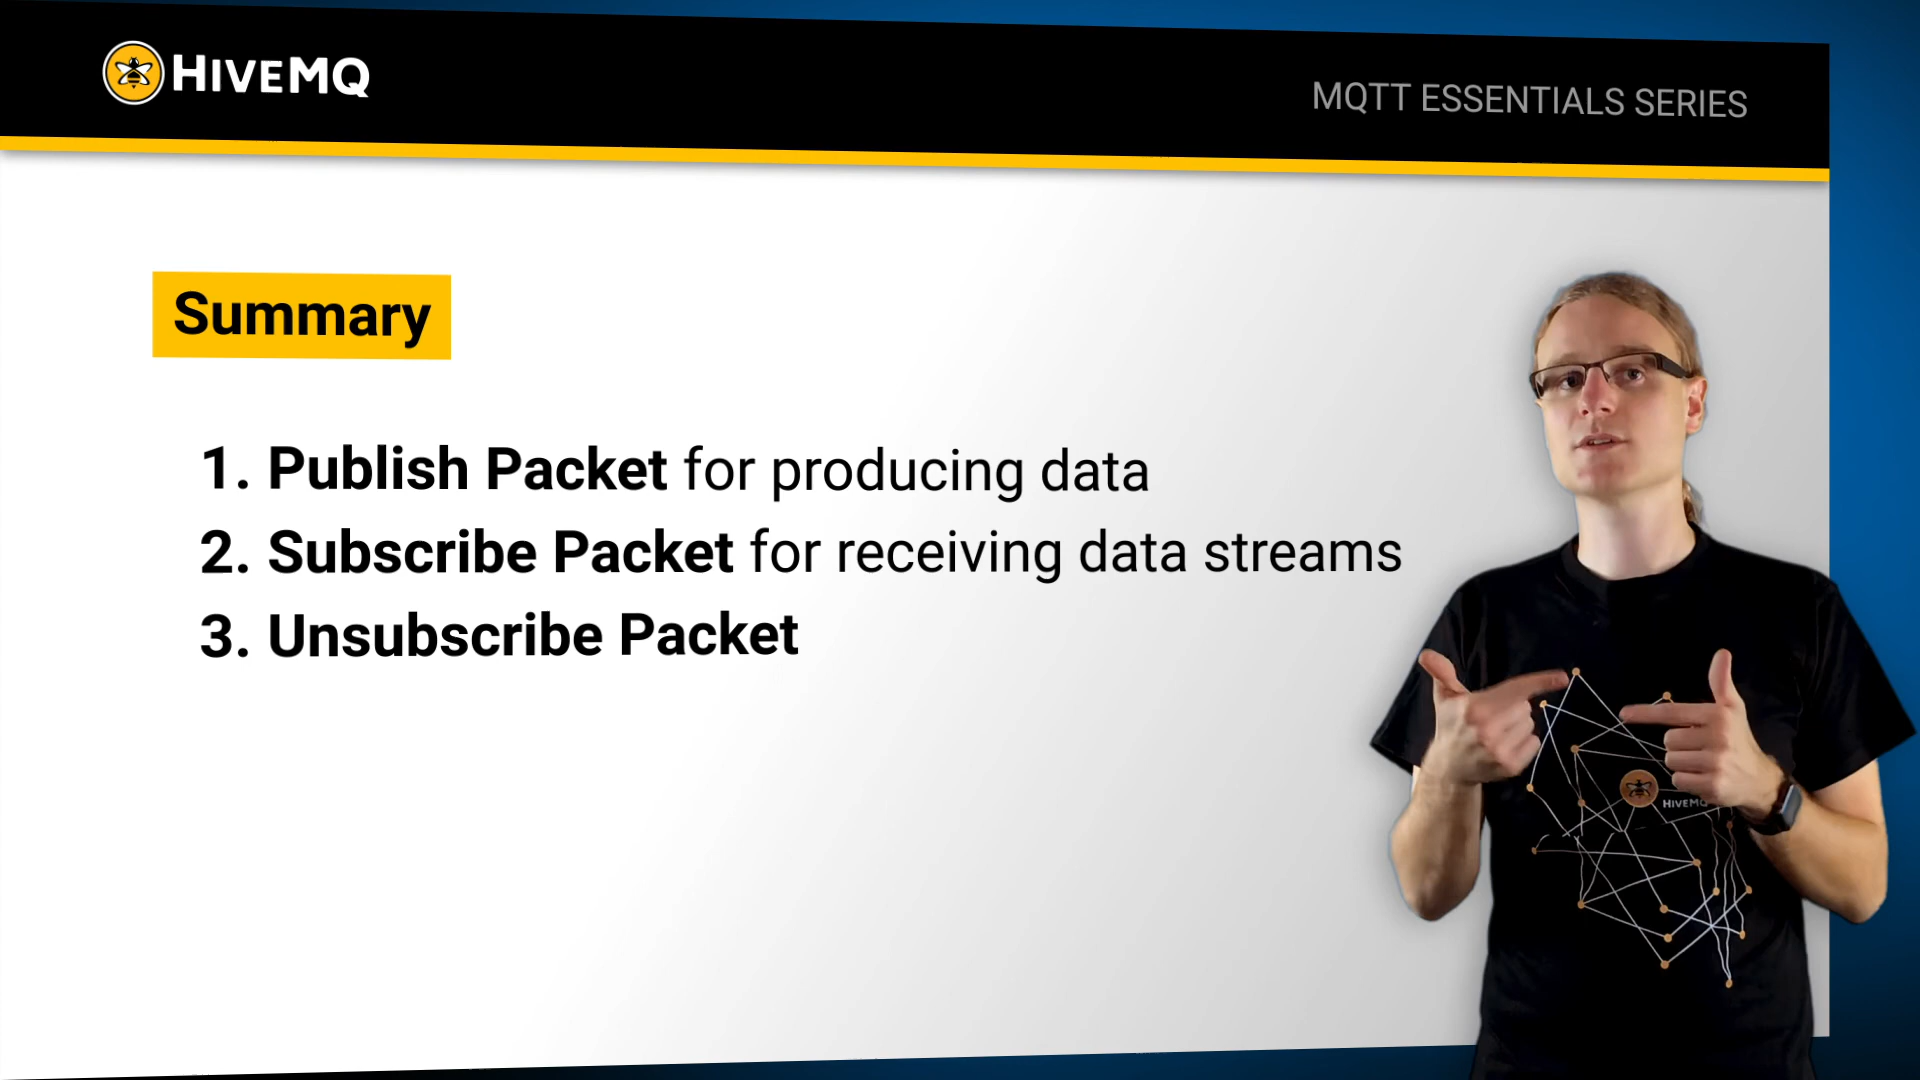 HIVEMQ
MQTT ESSENTIALS SERIES
Summary
1. Publish Packet for producing data
2. Subscribe Packet for receiving data streams
3. Unsubscribe Packet
HIVEMQ